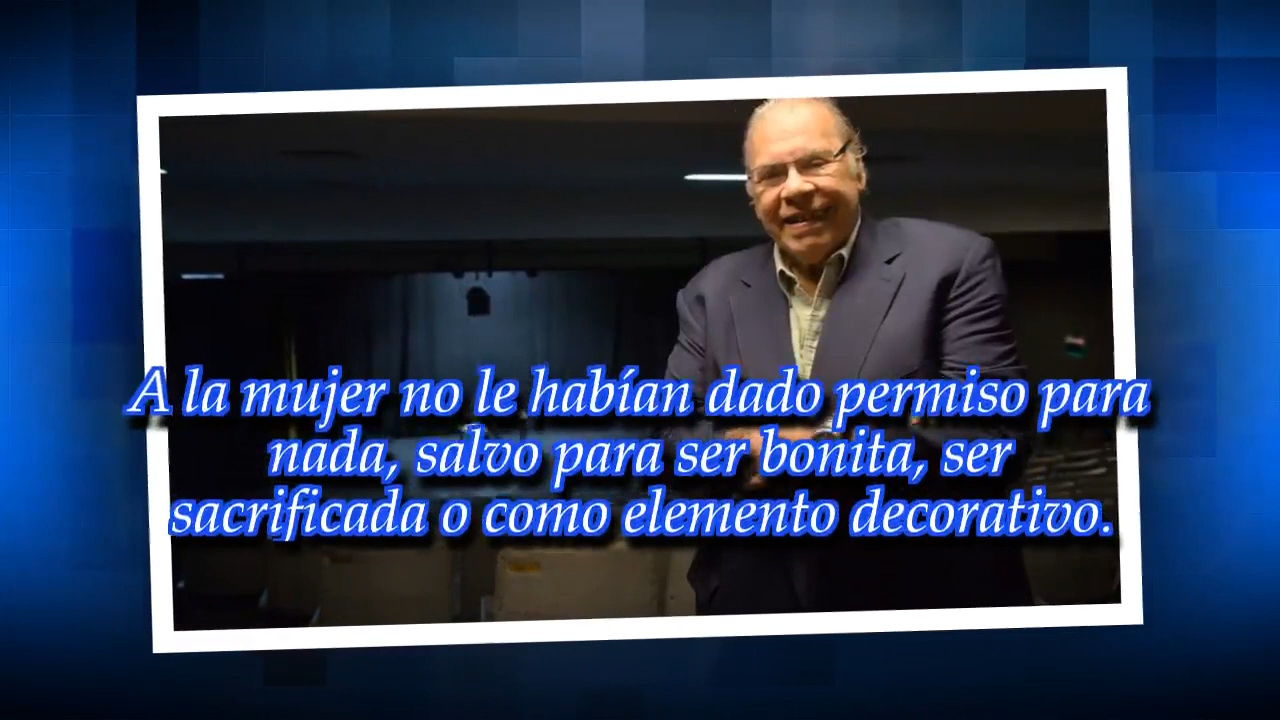 A la mujer no le habían dado permiso para
nada, salvo para ser bonita, ser
sacrificada o como elemento decorativo.